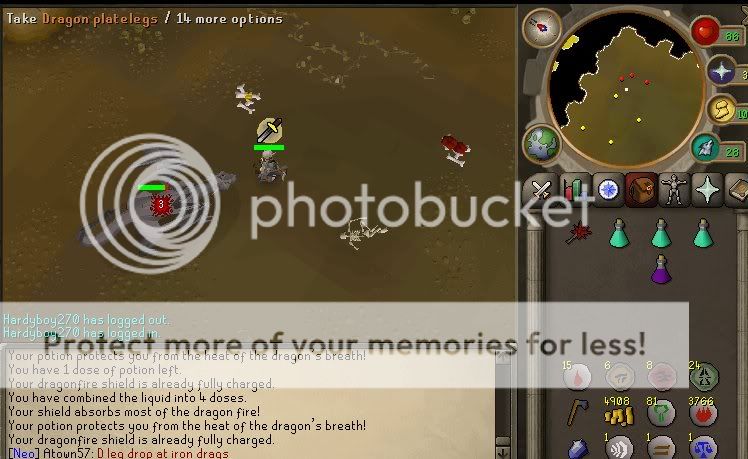 Take Dragon platelegs / 14 more options
86
3
10
28
3
photobucket
Hardyboy270 has logged out.
Hardyboy270 has logged in.
Protect more of your memories for less!
Your potion protects you from the heat of the dragon's breath!
You have 1 dose of potion left.
Your dragonfire shield is already fully charged.
You have combined the liquid into 4 doses.
Your shield absorbs most of the dragon fire!
Your potion protects you from the heat of the dragon's breath!
Your dragonfire shield is already fully charged.
[Neo] Atown57: D leg drop at iron drags
15 6 8 24
4908 81 3766
1 1 1